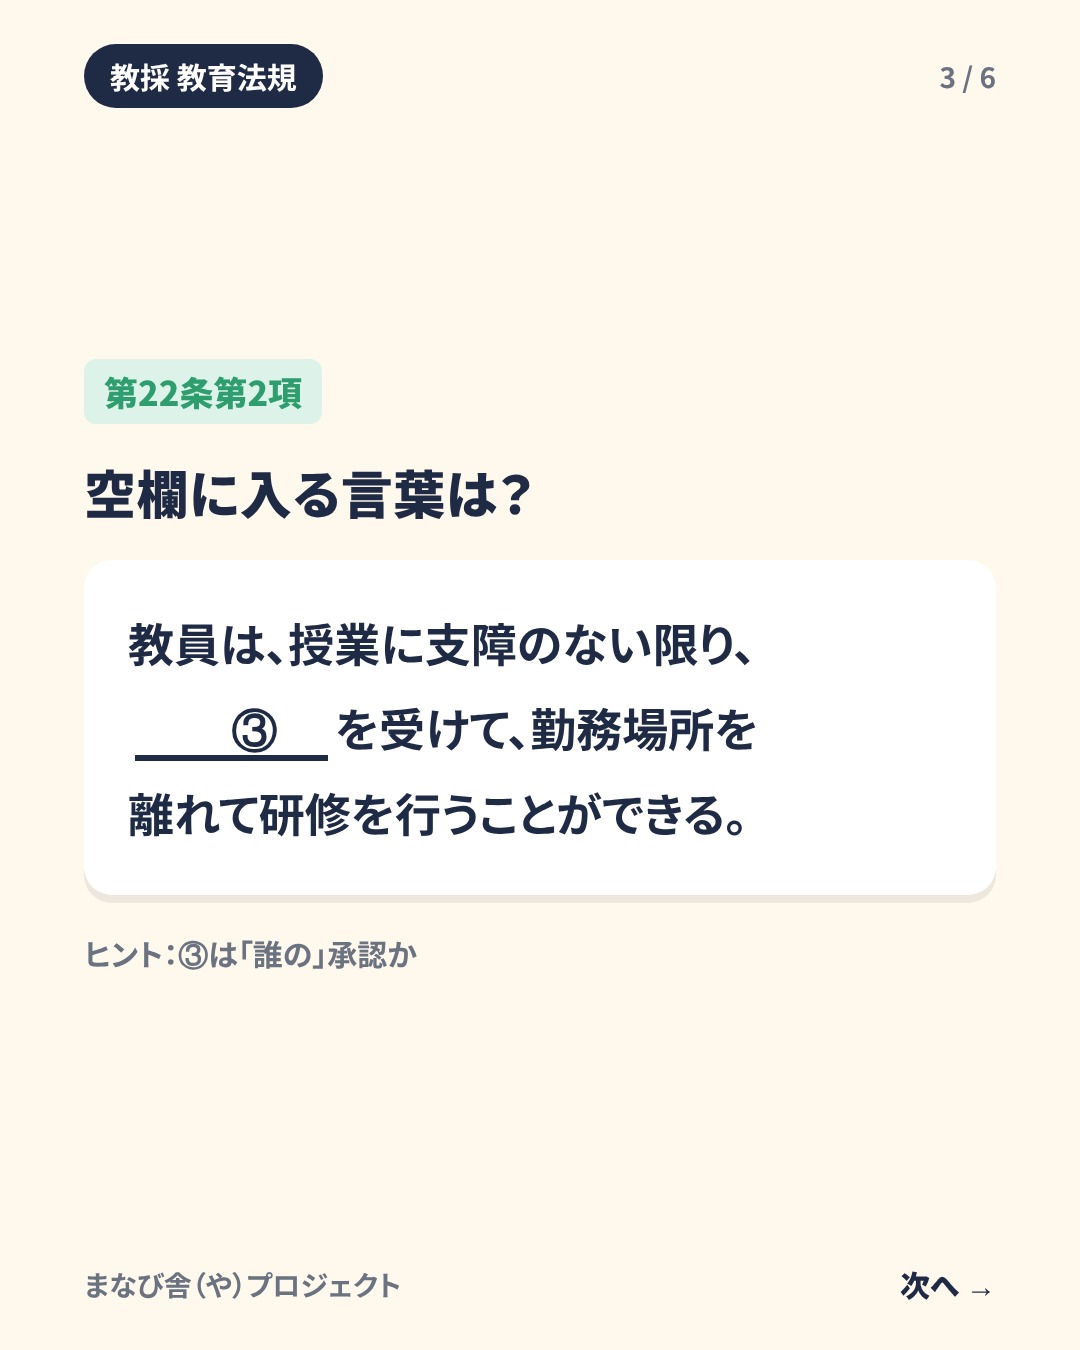 教採 教育法規
3 / 6
第22条第2項
空欄に入る言葉は？
教員は、授業に支障のない限り、
③ を受けて、勤務場所を
離れて研修を行うことができる。
ヒント：③は「誰の」承認か
まなび舎（や）プロジェクト
次へ →